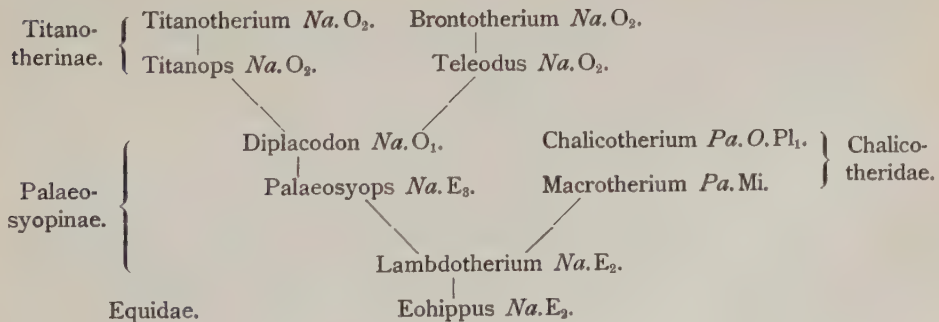 Titanotherium Na. O₂. Brontotherium Na. O₂.
Titano-
therinae.
Titanops Na. O₂. Teleodus Na. O₂.
Diplacodon Na. O₁. Chalicotherium Pa. O. Pl₁.
Chalico-
theridae.
Palaeo-
syopinae.
Palaeosyops Na. E₃. Macrotherium Pa. Mi.
Lambdotherium Na. E₂.
Equidae. Eohippus Na. E₂.